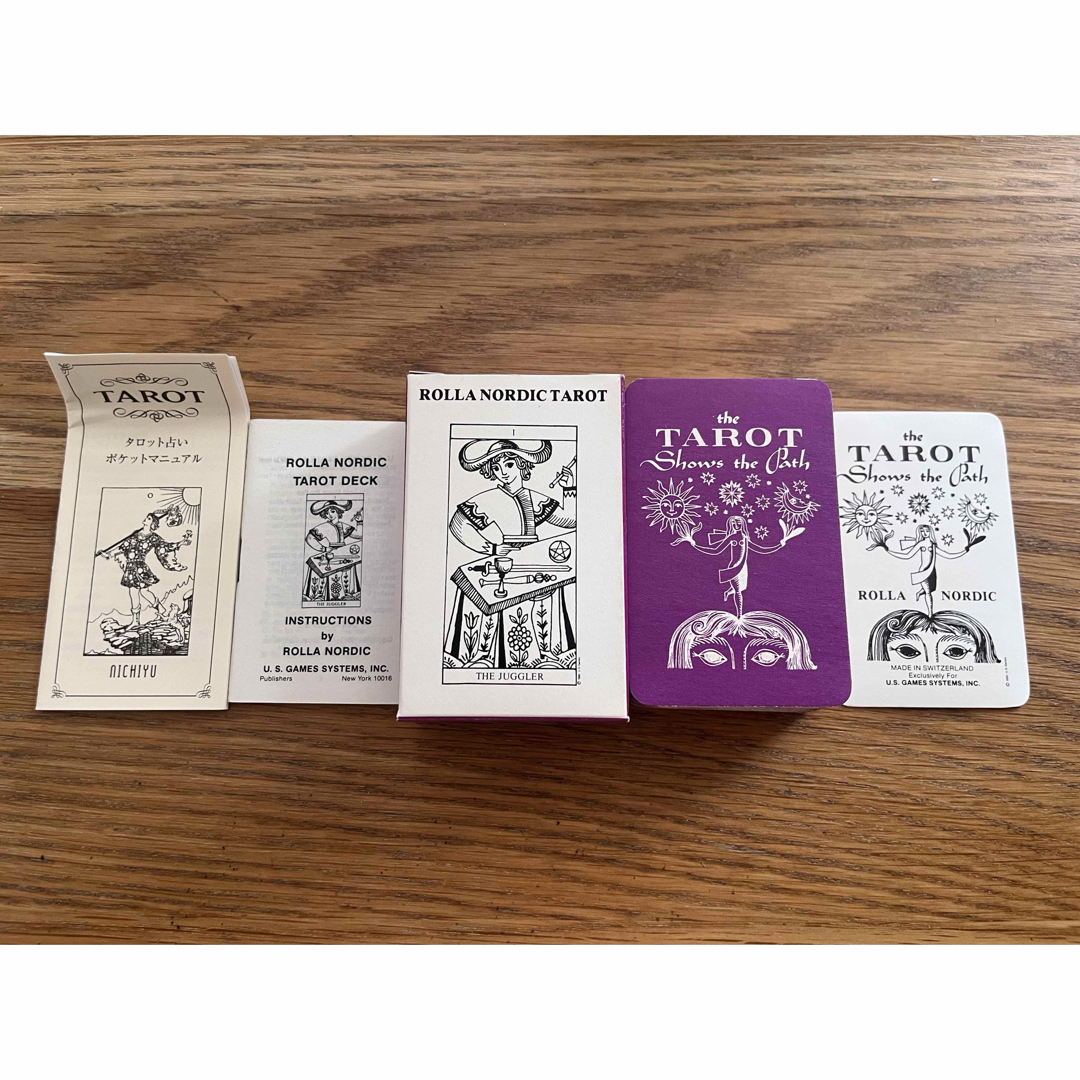 TAROT
タロット占い
ポケットマニュアル
NICHIYU
ROLLA NORDIC
TAROT DECK
THE JUGGLER
INSTRUCTIONS
by
ROLLA NORDIC
U.S. GAMES SYSTEMS, INC.
Publishers New York 10016
ROLLA NORDIC TAROT
I
THE JUGGLER
the
TAROT
Shows the Path
the
TAROT
Shows the Path
ROLLA NORDIC
MADE IN SWITZERLAND
Exclusively For
U.S. GAMES SYSTEMS, INC.